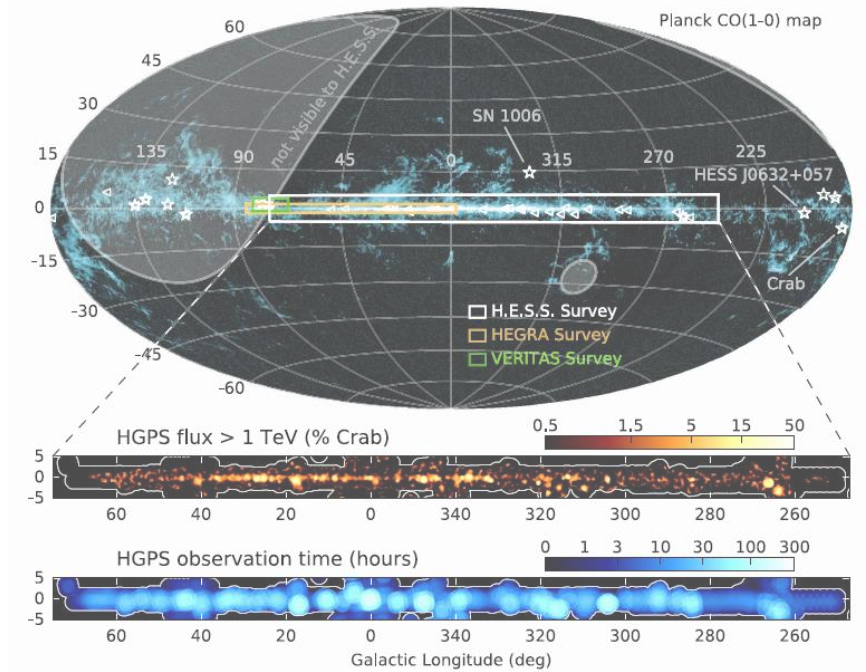 Planck CO(1-0) map
60
45
30
not visible to H.E.S.S.
SN 1006
15
135
90
45
0
315
270
225
HESS J0632+057
0
-15
Crab
-30
H.E.S.S. Survey
HEGRA Survey
-45
VERITAS Survey
-60
HGPS flux > 1 TeV (% Crab)
0.5 1.5 5 15 50
5
0
-5
60 40 20 0 340 320 300 280 260
HGPS observation time (hours)
0 1 3 10 30 100 300
5
0
-5
60 40 20 0 340 320 300 280 260
Galactic Longitude (deg)